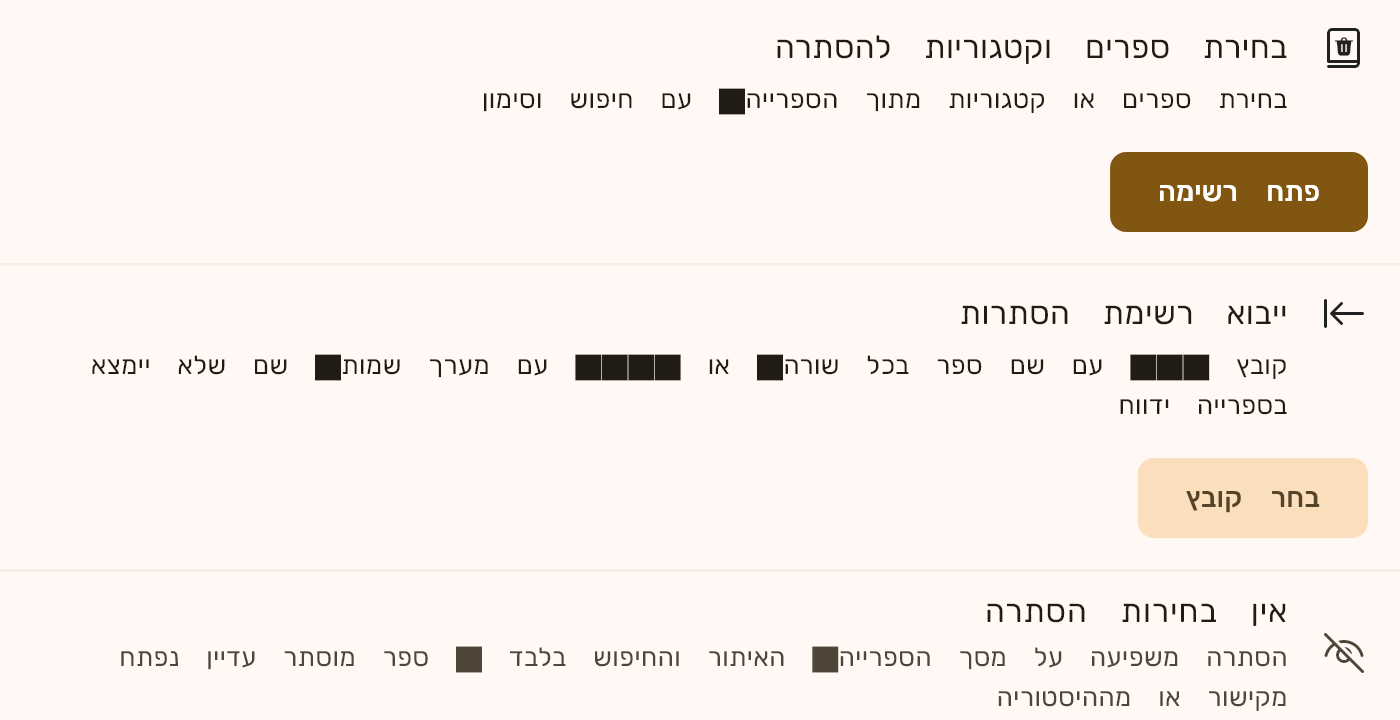 בחירת ספרים וקטגוריות להסתרה
בחירת ספרים או קטגוריות מתוך הספרייה עם חיפוש וסימון
פתח רשימה
ייבוא רשימת הסתרות
קובץ עם שם ספר בכל שורה או עם מערך שמות שם שלא יימצא
בספרייה ידווח
בחר קובץ
אין בחירות הסתרה
הסתרה משפיעה על מסך הספרייה האיתור והחיפוש בלבד ספר מוסתר עדיין נפתח
מקישור או מההיסטוריה